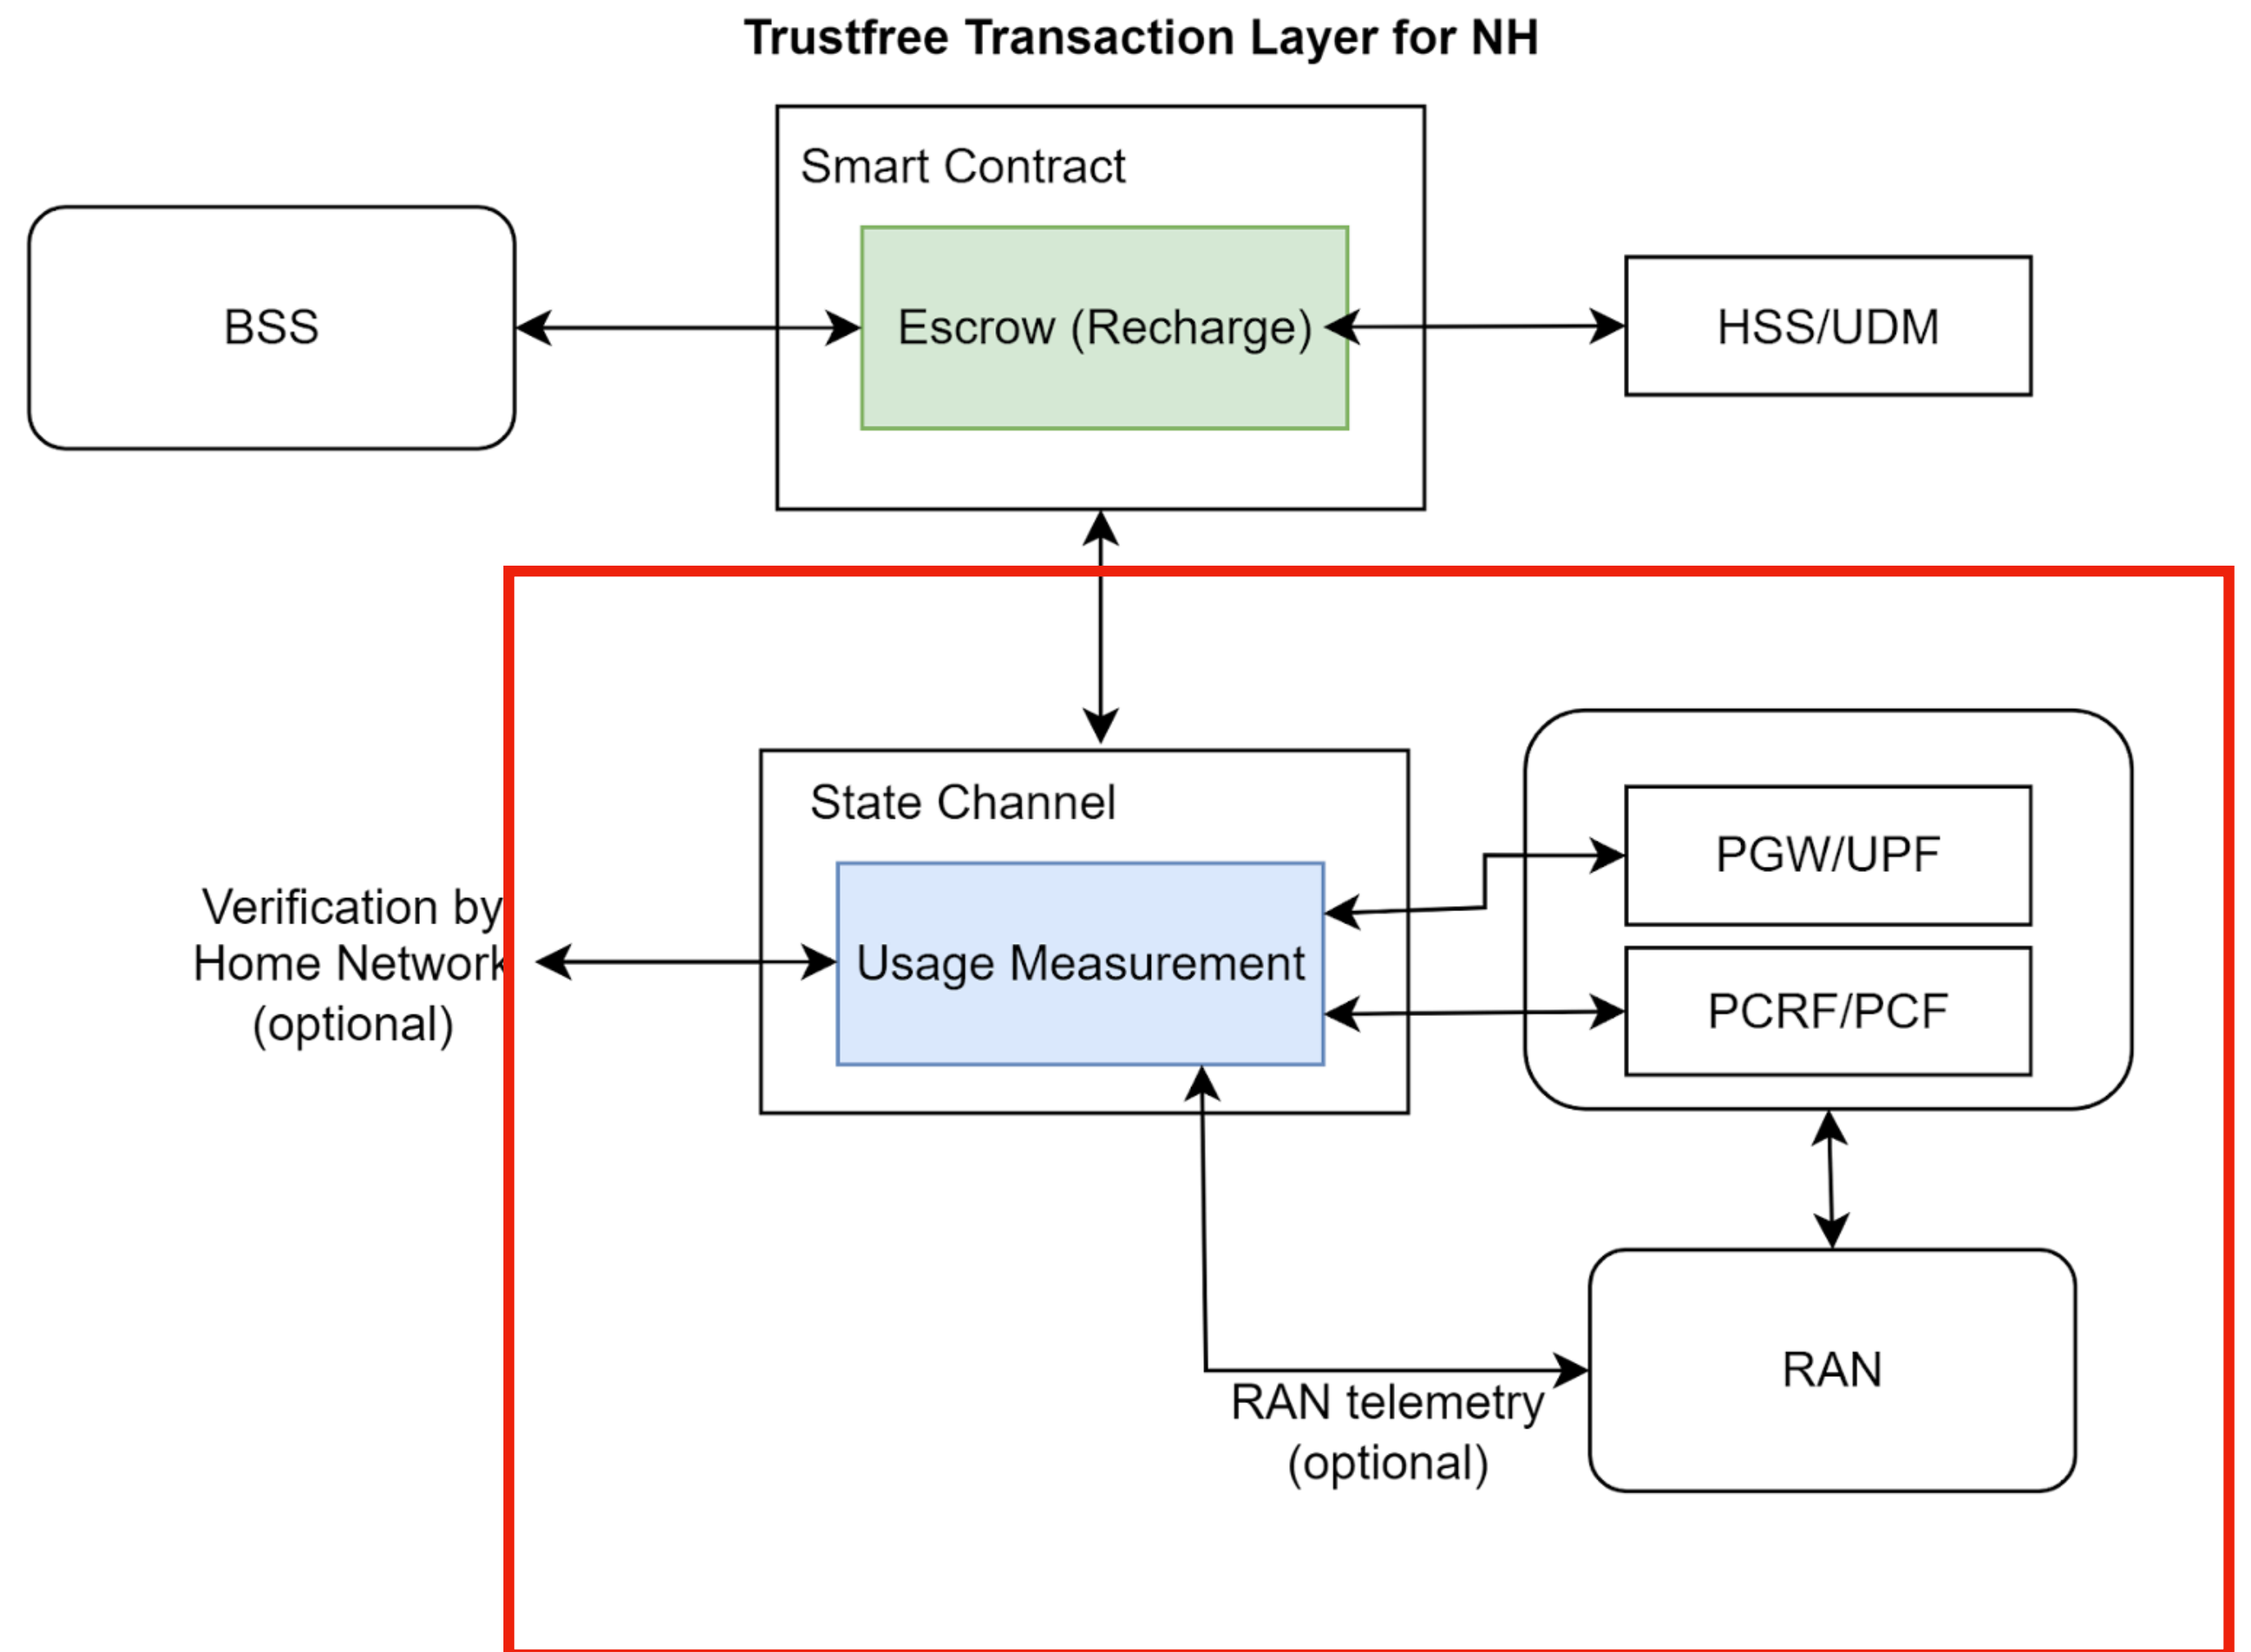 Trustfree Transaction Layer for NH
Smart Contract
BSS
Escrow (Recharge)
HSS/UDM
State Channel
PGW/UPF
Verification by
Home Network
(optional)
Usage Measurement
PCRF/PCF
RAN
RAN telemetry
(optional)